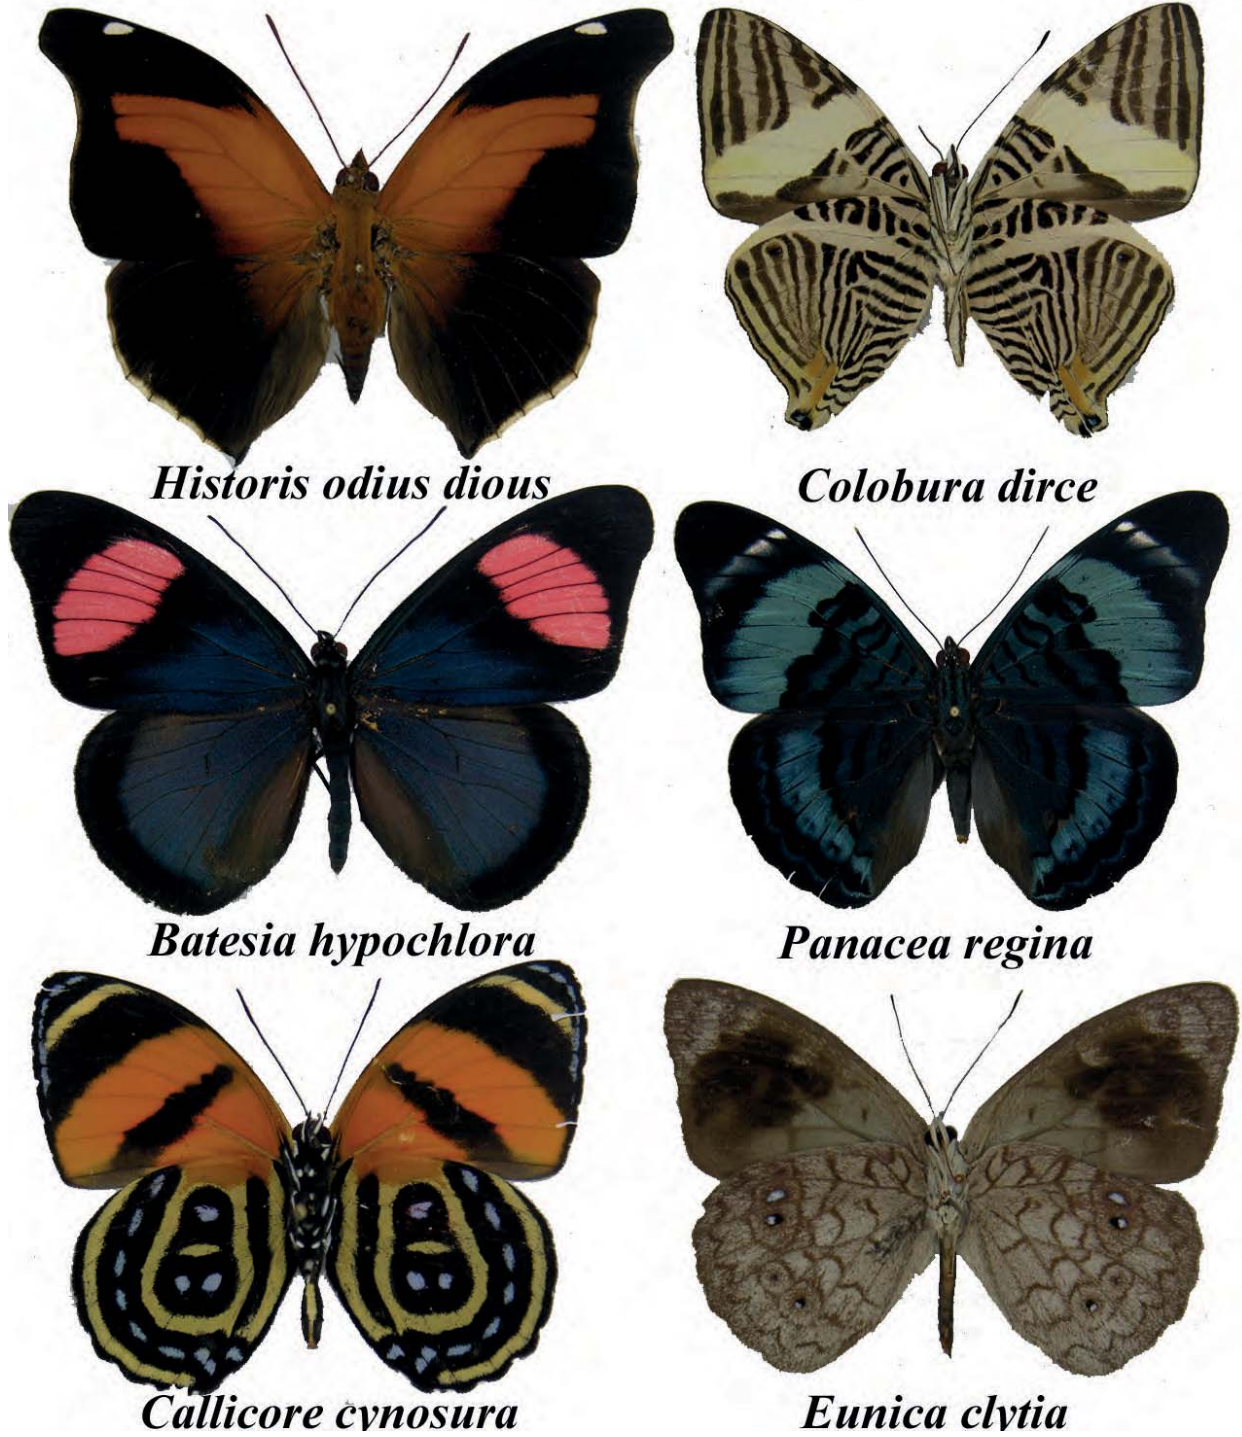 Historis odius dious
Colobura dirce
Batesia hypochlora
Panacea regina
Callicore cynosura
Eunica clytia